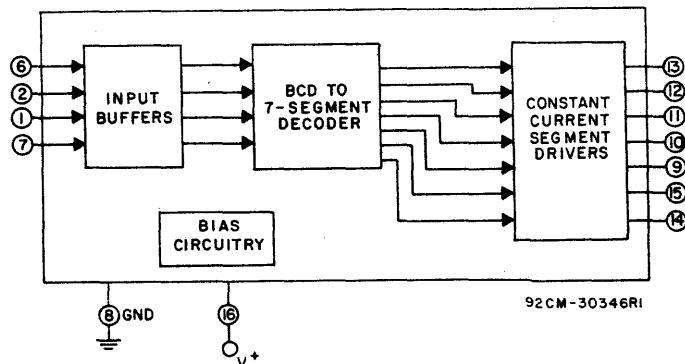 6
2
1
7
INPUT
BUFFERS
BCD TO
7-SEGMENT
DECODER
CONSTANT
CURRENT
SEGMENT
DRIVERS
13
12
11
10
9
15
14
BIAS
CIRCUITRY
8 GND
16
V+
92CM-30346R1